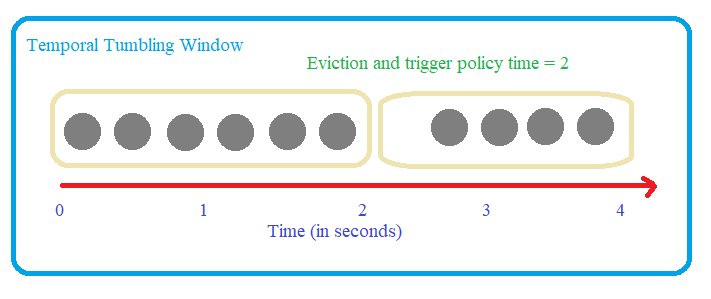 Temporal Tumbling Window
Eviction and trigger policy time = 2
0 1 2 3 4
Time (in seconds)